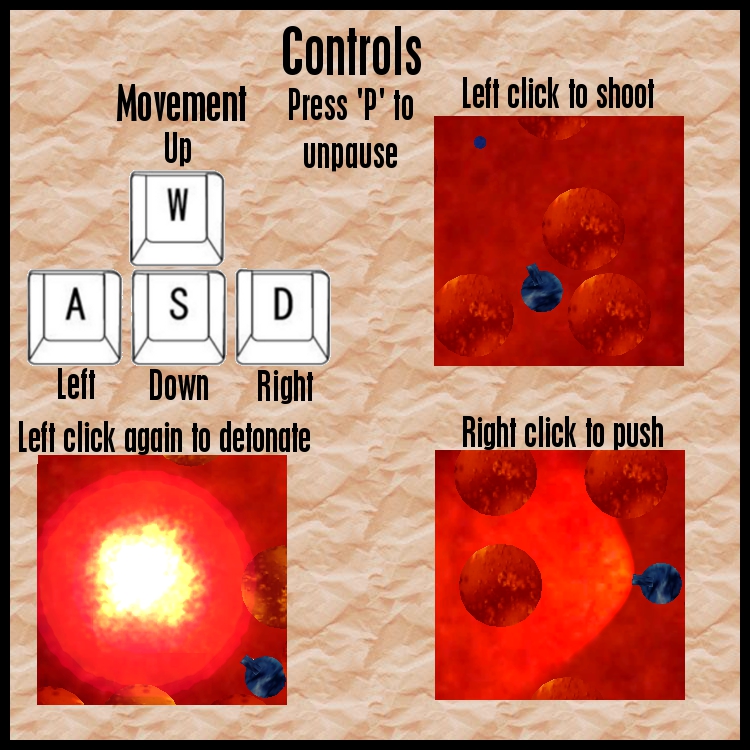 Controls
Movement
Press 'P' to
unpause
Left click to shoot
Up
W
A S D
Left Down Right
Left click again to detonate
Right click to push